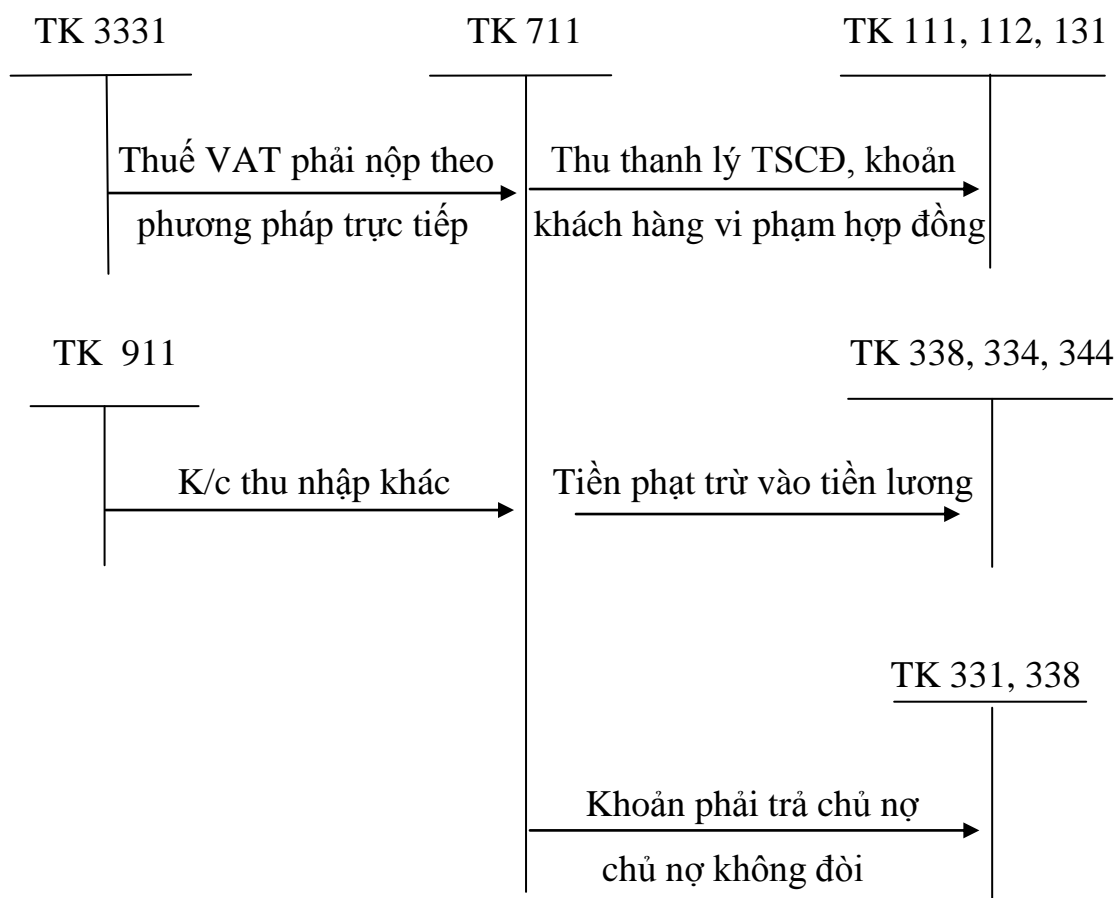 TK 3331
TK 711
TK 111, 112, 131
Thuế VAT phải nộp theo
phương pháp trực tiếp
Thu thanh lý TSCĐ, khoản
khách hàng vi phạm hợp đồng
TK 911
TK 338, 334, 344
K/c thu nhập khác
Tiền phạt trừ vào tiền lương
TK 331, 338
Khoản phải trả chủ nợ
chủ nợ không đòi